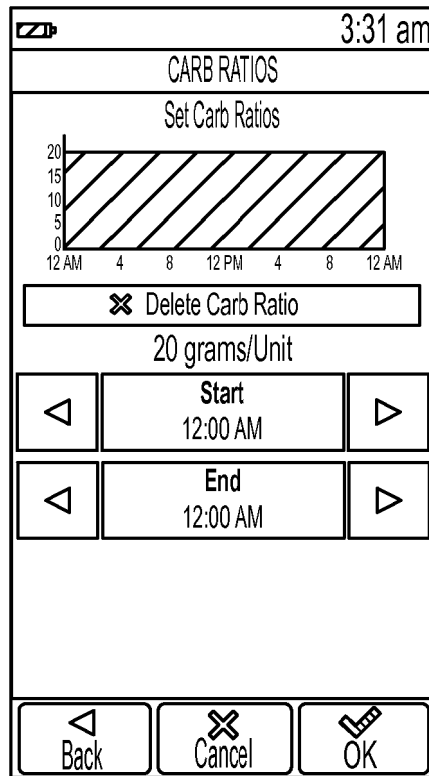 3:31 am
CARB RATIOS
Set Carb Ratios
20
15
10
5
0
12 AM 4 8 12 PM 4 8 12 AM
Delete Carb Ratio
20 grams/Unit
Start
12:00 AM
End
12:00 AM
Back Cancel OK